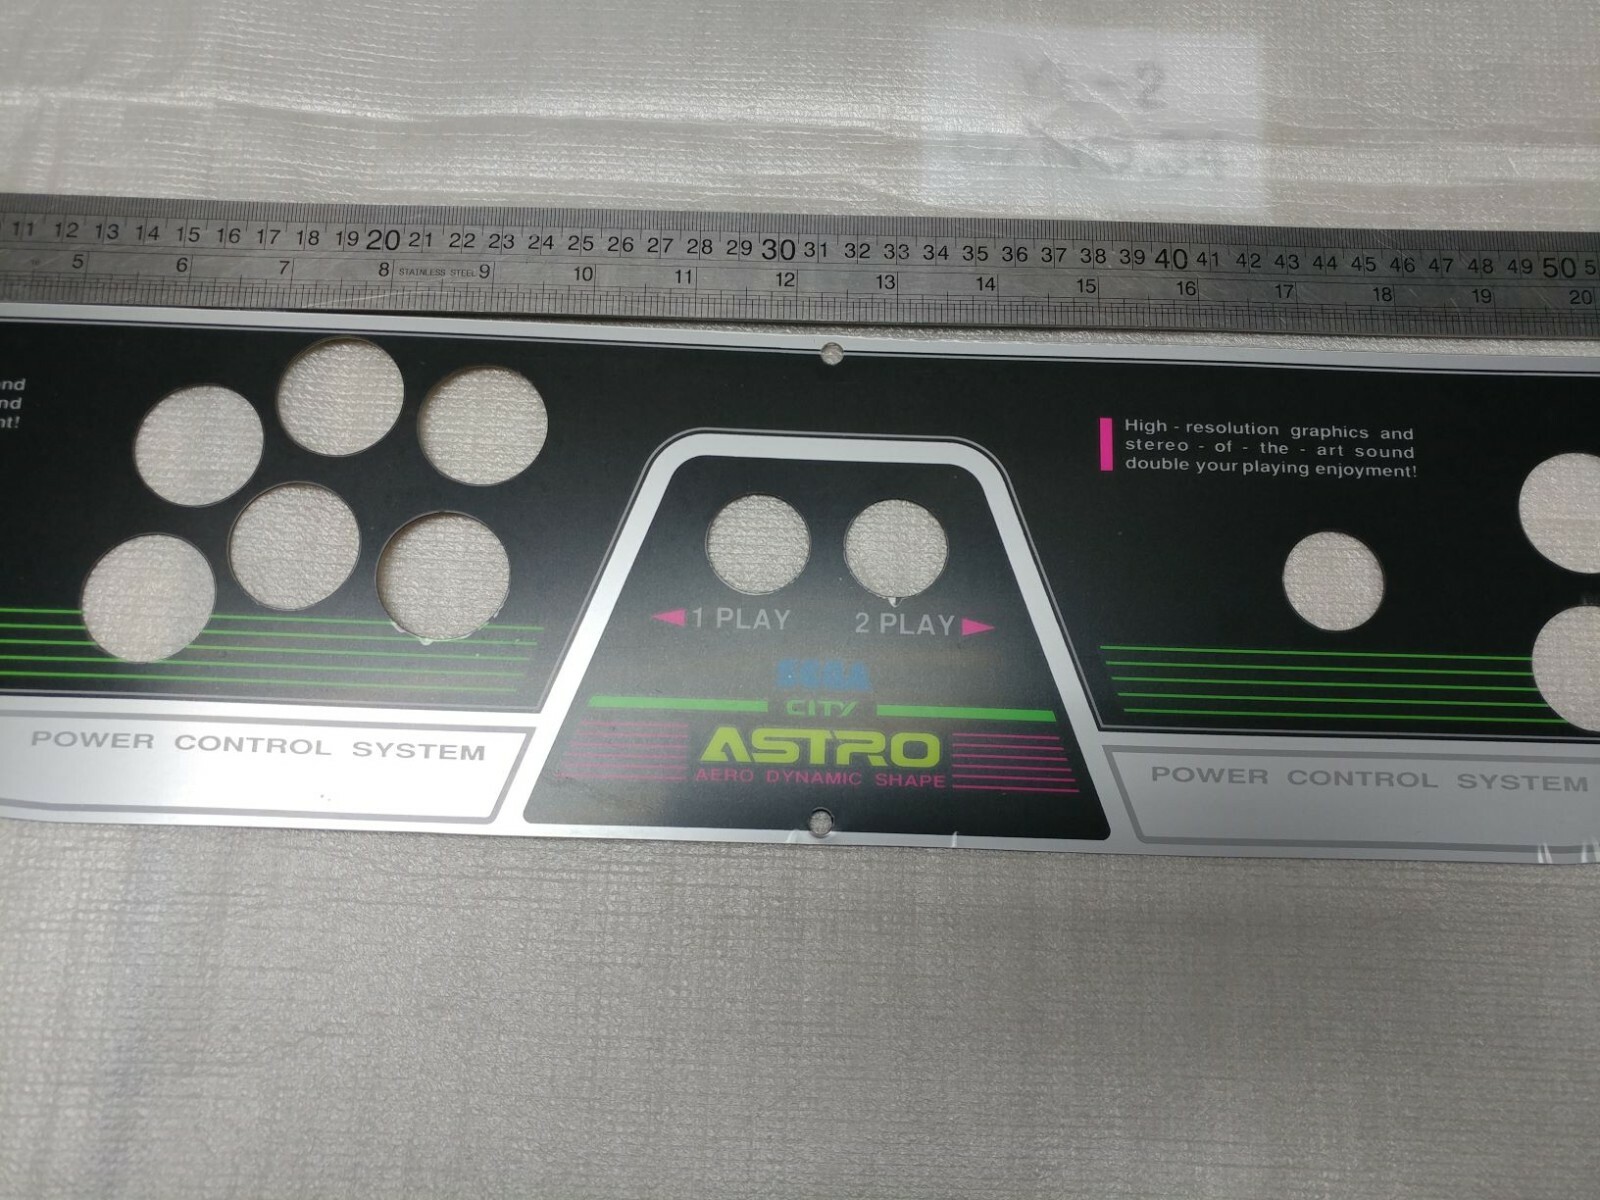 11 12 13 14 15 16 17 18 19 20 21 22 23 24 25 26 27 28 29 30 31 32 33 34 35 36 37 38 39 40 41 42 43 44 45 46 47 48 49 50 5
5 6 7 8 STAINLESS STEEL 9 10 11 12 13 14 15 16 17 18 19 20
nd
nd
nt!
High - resolution graphics and
stereo - of - the - art sound
double your playing enjoyment!
1 PLAY 2 PLAY
SEGA
CITY
ASTRO
AERO DYNAMIC SHAPE
POWER CONTROL SYSTEM
POWER CONTROL SYSTEM